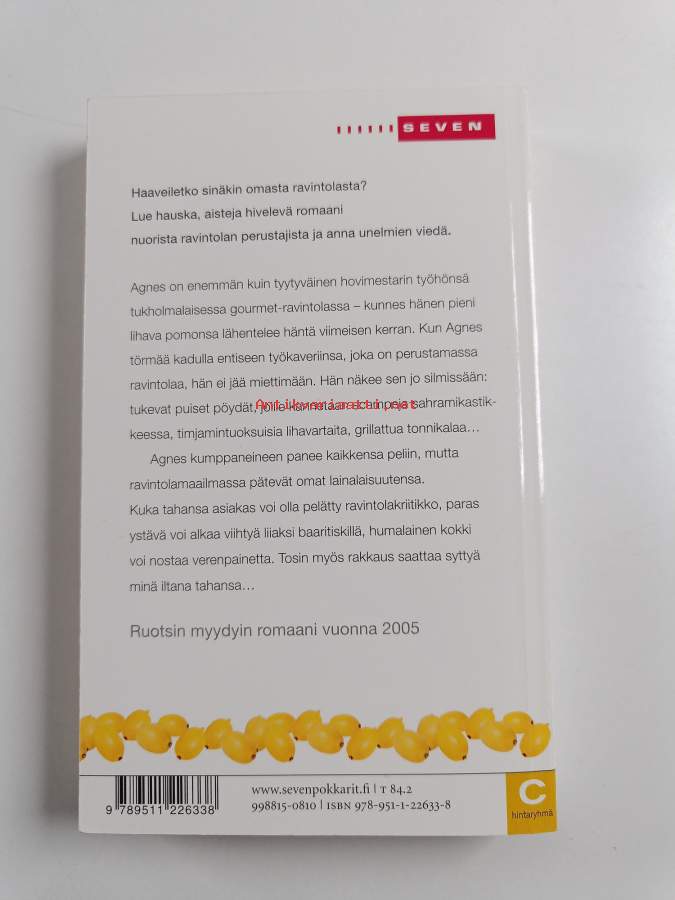 SEVEN
Haaveiletko sinäkin omasta ravintolasta?
Lue hauska, aisteja hivelevä romaani
nuorista ravintolan perustajista ja anna unelmien viedä.
Agnes on enemmän kuin tyytyväinen hovimestarin työhönsä
tukholmalaisessa gourmet-ravintolassa – kunnes hänen pieni
lihava pomonsa lähentelee häntä viimeisen kerran. Kun Agnes
törmää kadulla entiseen työkaveriinsa, joka on perustamassa
ravintolaa, hän ei jää miettimään. Hän näkee sen jo silmissään:
tukevat puiset pöydät, joille kannetaan scampeja sahramikastik-
Antikvariaatti.net
keessa, timjamintuoksuisia lihavartaita, grillattua tonnikalaa…
Agnes kumppaneineen panee kaikkensa peliin, mutta
ravintolamaailmassa pätevät omat lainalaisuutensa.
Kuka tahansa asiakas voi olla pelätty ravintolakriitikko, paras
ystävä voi alkaa viihtyä liiaksi baaritiskillä, humalainen kokki
voi nostaa verenpainetta. Tosin myös rakkaus saattaa syttyä
minä iltana tahansa…
Ruotsin myydyin romaani vuonna 2005
9 789511 226338
www.sevenpokkarit.fi | T 84.2
998815-0810 | ISBN 978-951-1-22633-8
C
hintaryhmä